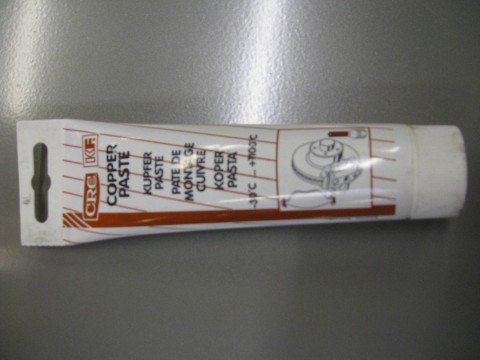 CRC KF
COPPER
PASTE
KUPFER
PASTE
PATE DE
MONTAGE
CUIVRE
KOPER
PASTA
-30°C ... +1100°C